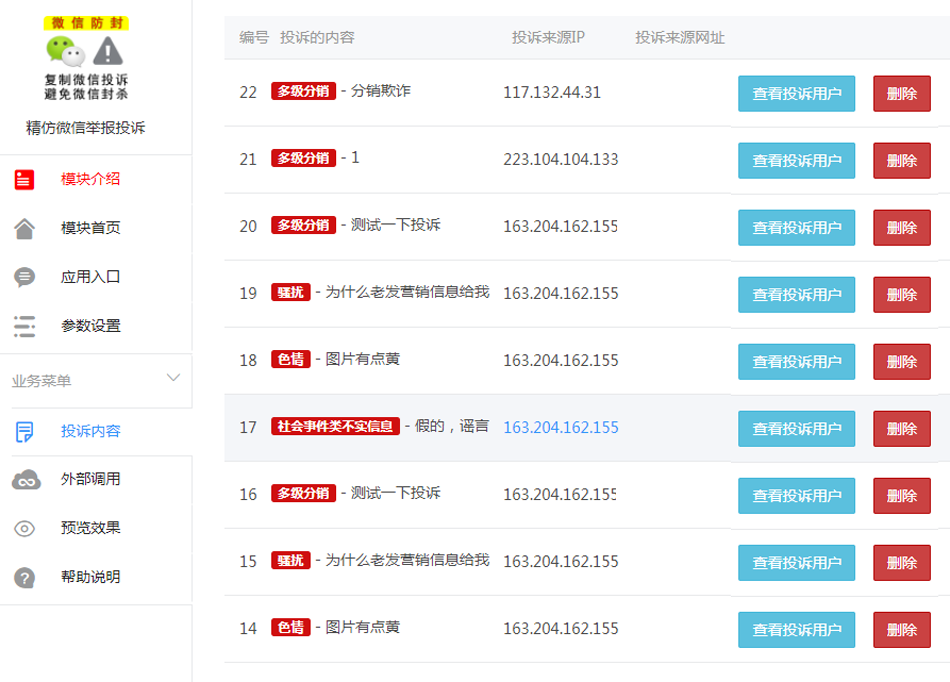 微信防封
复制微信投诉
避免微信封杀
精仿微信举报投诉
模块介绍
模块首页
应用入口
参数设置
业务菜单
投诉内容
外部调用
预览效果
帮助说明
编号 投诉的内容 投诉来源IP 投诉来源网址
22 多级分销 - 分销欺诈 117.132.44.31 查看投诉用户 删除
21 多级分销 - 1 223.104.104.133 查看投诉用户 删除
20 多级分销 - 测试一下投诉 163.204.162.155 查看投诉用户 删除
19 骚扰 - 为什么老发营销信息给我 163.204.162.155 查看投诉用户 删除
18 色情 - 图片有点黄 163.204.162.155 查看投诉用户 删除
17 社会事件类不实信息 - 假的，谣言 163.204.162.155 查看投诉用户 删除
16 多级分销 - 测试一下投诉 163.204.162.155 查看投诉用户 删除
15 骚扰 - 为什么老发营销信息给我 163.204.162.155 查看投诉用户 删除
14 色情 - 图片有点黄 163.204.162.155 查看投诉用户 删除